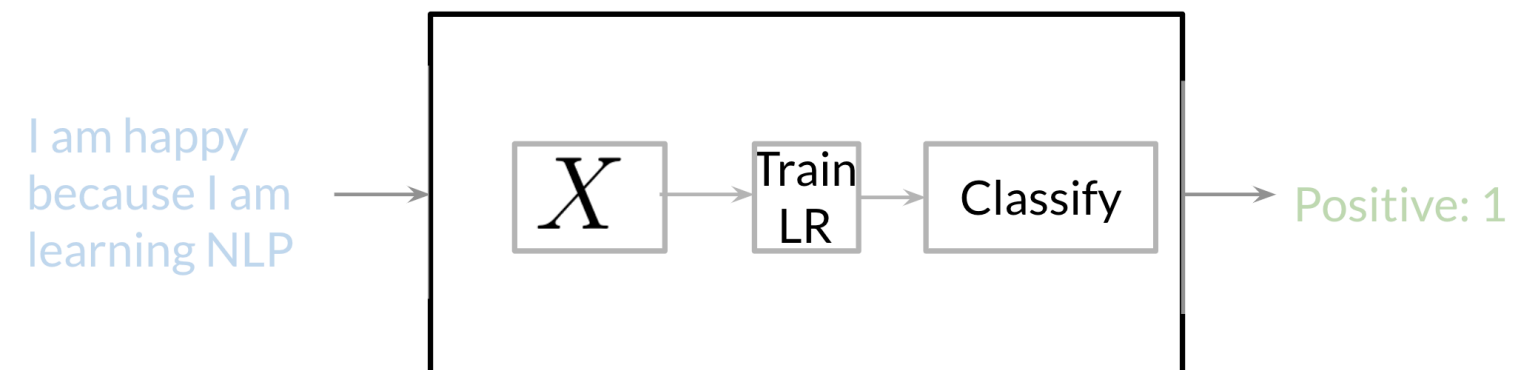 I am happy
because I am
learning NLP
X
Train
LR
Classify
Positive: 1